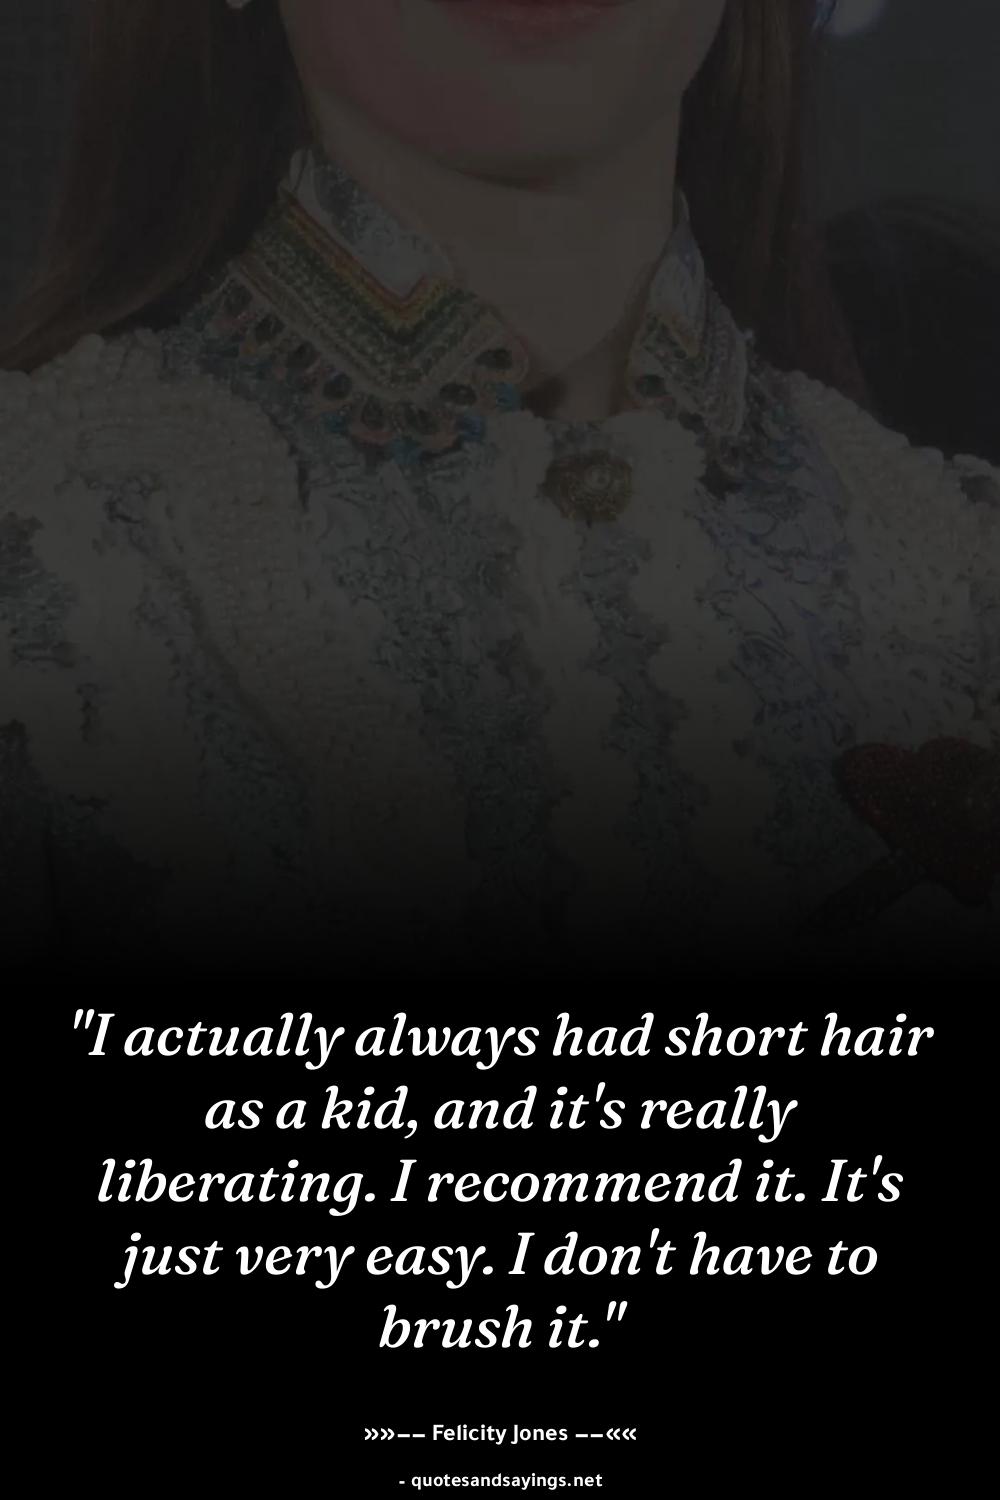 "I actually always had short hair
as a kid, and it's really
liberating. I recommend it. It's
just very easy. I don't have to
brush it."
»»−− Felicity Jones −−««
- quotesandsayings.net